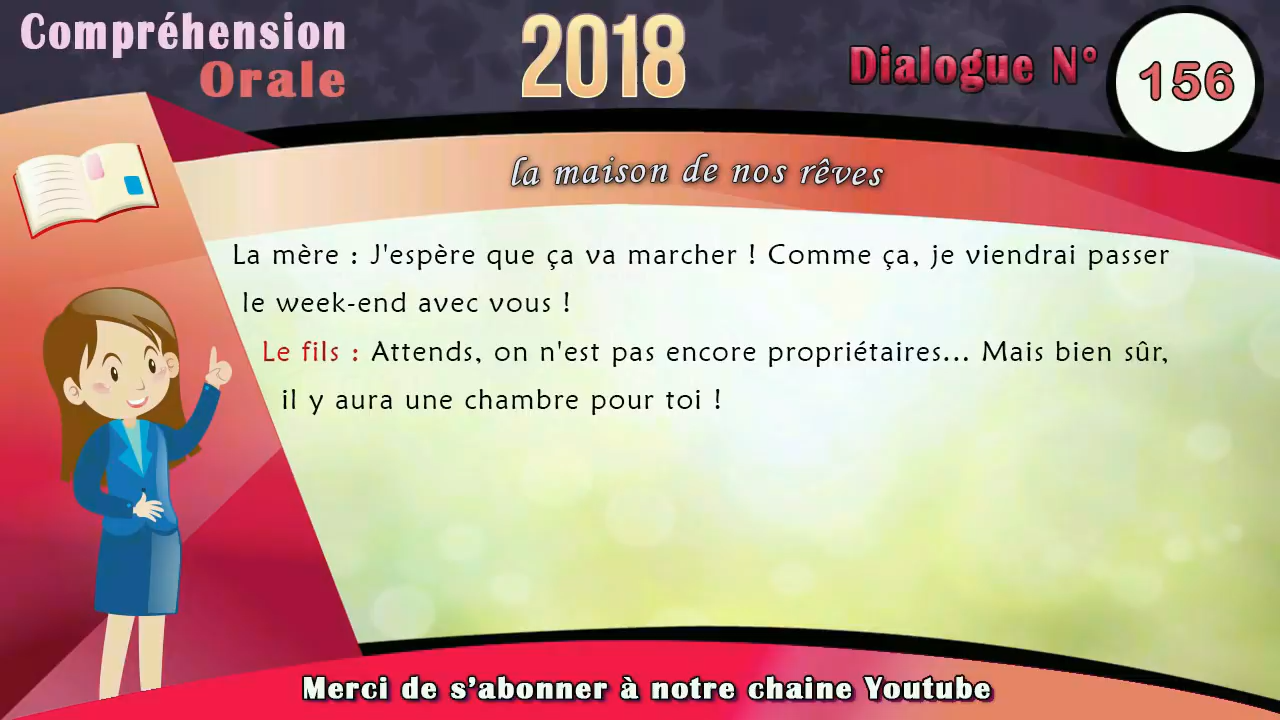 Compréhension
Orale
2018
Dialogue N°
156
la maison de nos rêves
La mère : J'espère que ça va marcher ! Comme ça, je viendrai passer
le week-end avec vous !
Le fils : Attends, on n'est pas encore propriétaires... Mais bien sûr,
il y aura une chambre pour toi !
Merci de s'abonner à notre chaine Youtube